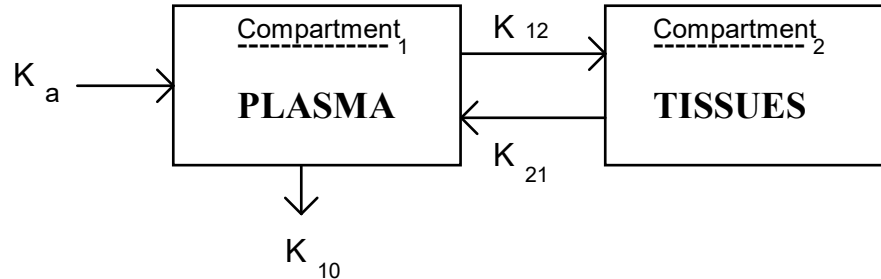 Compartment 1
K a
PLASMA
K 10
K 12
K 21
Compartment 2
TISSUES